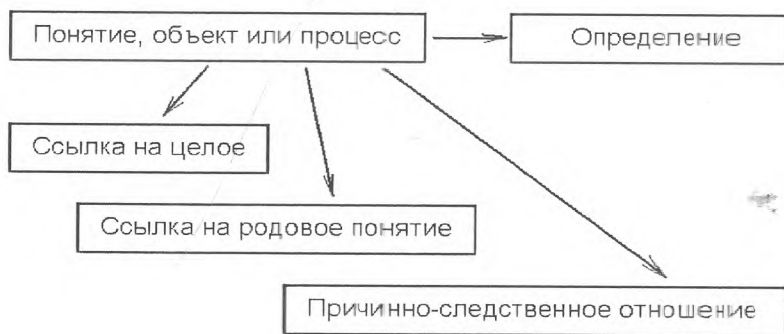 Понятие, объект или процесс
Определение
Ссылка на целое
Ссылка на родовое понятие
Причинно-следственное отношение